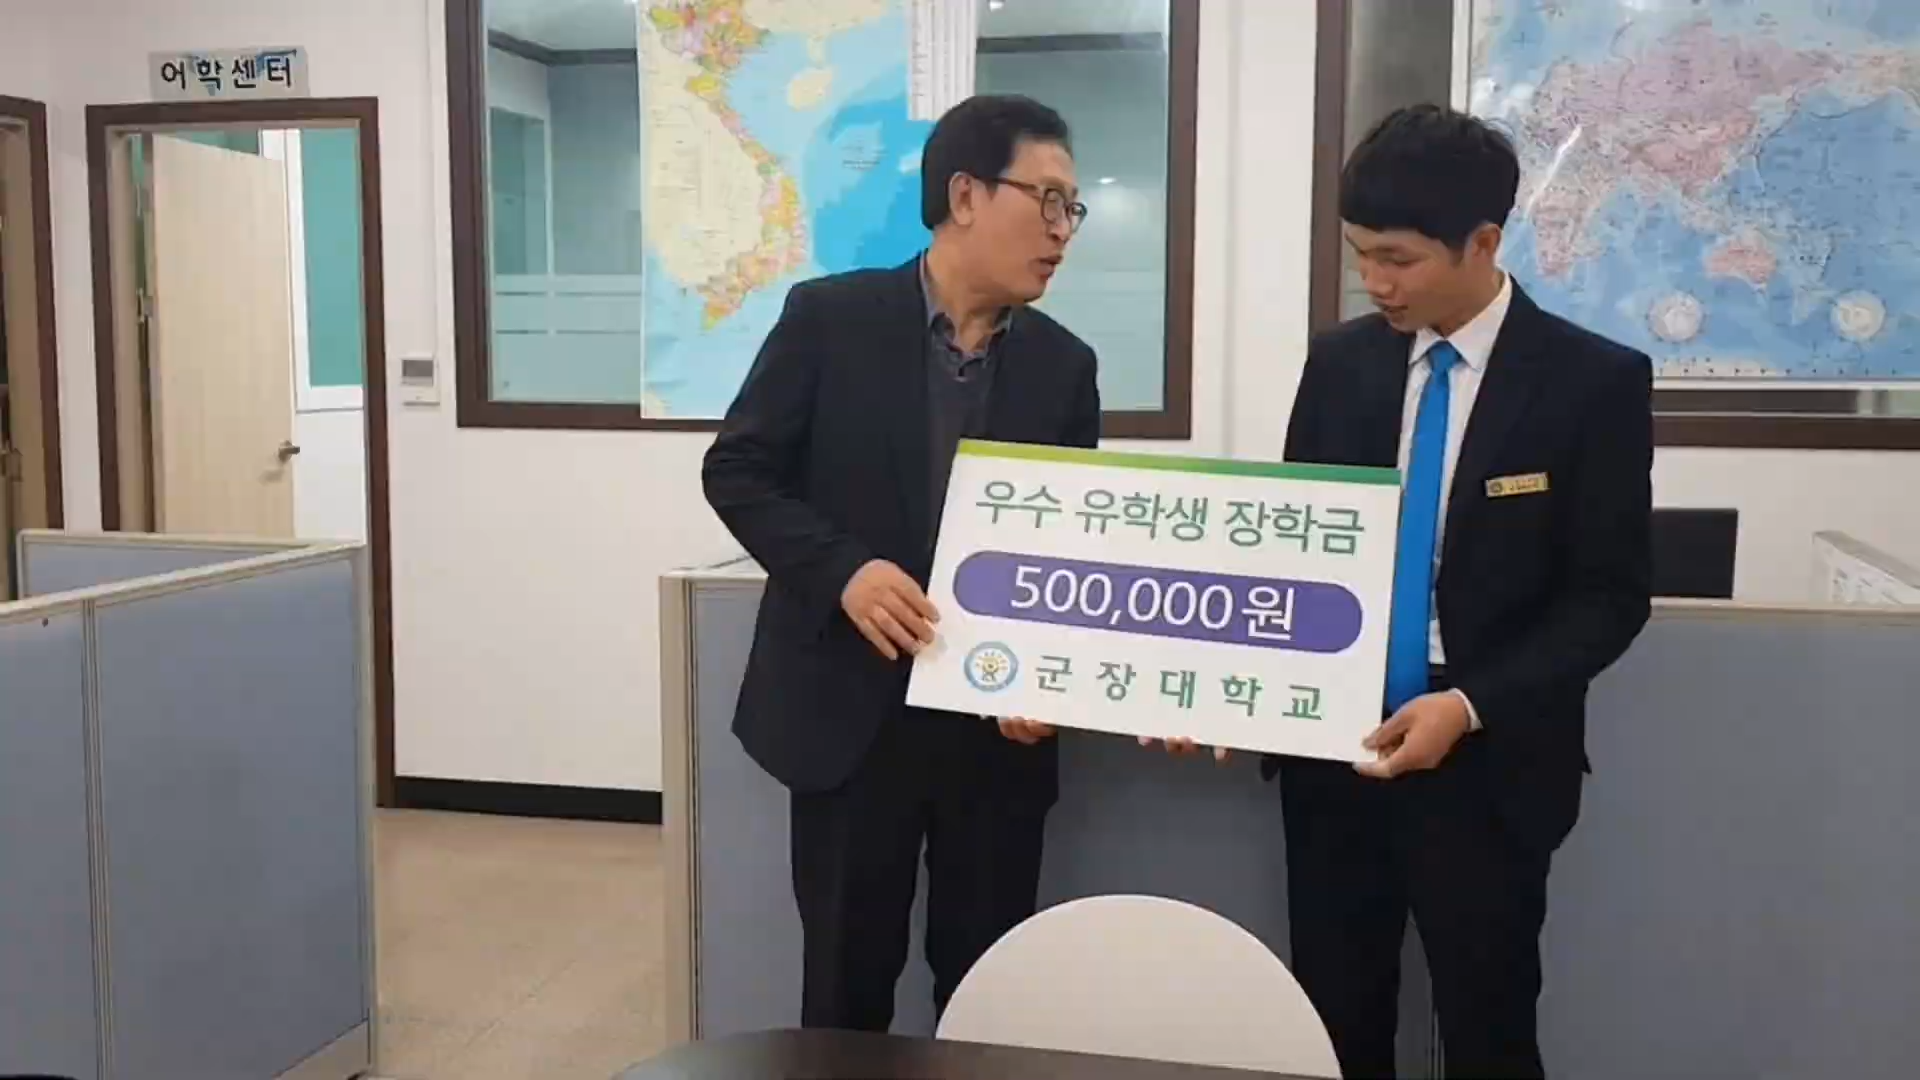 어학센터
우수 유학생 장학금
500,000원
군장대학교